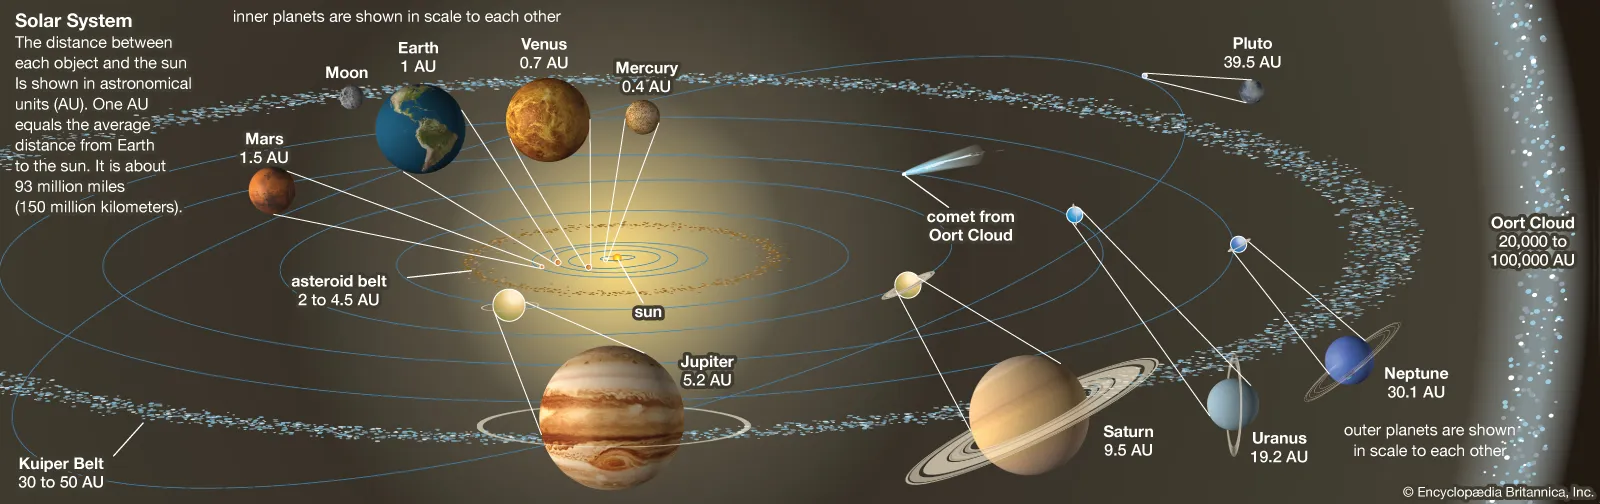 Solar System
The distance between
each object and the sun
Is shown in astronomical
units (AU). One AU
equals the average
distance from Earth
to the sun. It is about
93 million miles
(150 million kilometers).
inner planets are shown in scale to each other
Moon
Earth
1 AU
Venus
0.7 AU
Mercury
0.4 AU
Mars
1.5 AU
Pluto
39.5 AU
comet from
Oort Cloud
Oort Cloud
20,000 to
100,000 AU
asteroid belt
2 to 4.5 AU
sun
Jupiter
5.2 AU
Saturn
9.5 AU
Uranus
19.2 AU
Neptune
30.1 AU
outer planets are shown
in scale to each other
Kuiper Belt
30 to 50 AU
© Encyclopædia Britannica, Inc.